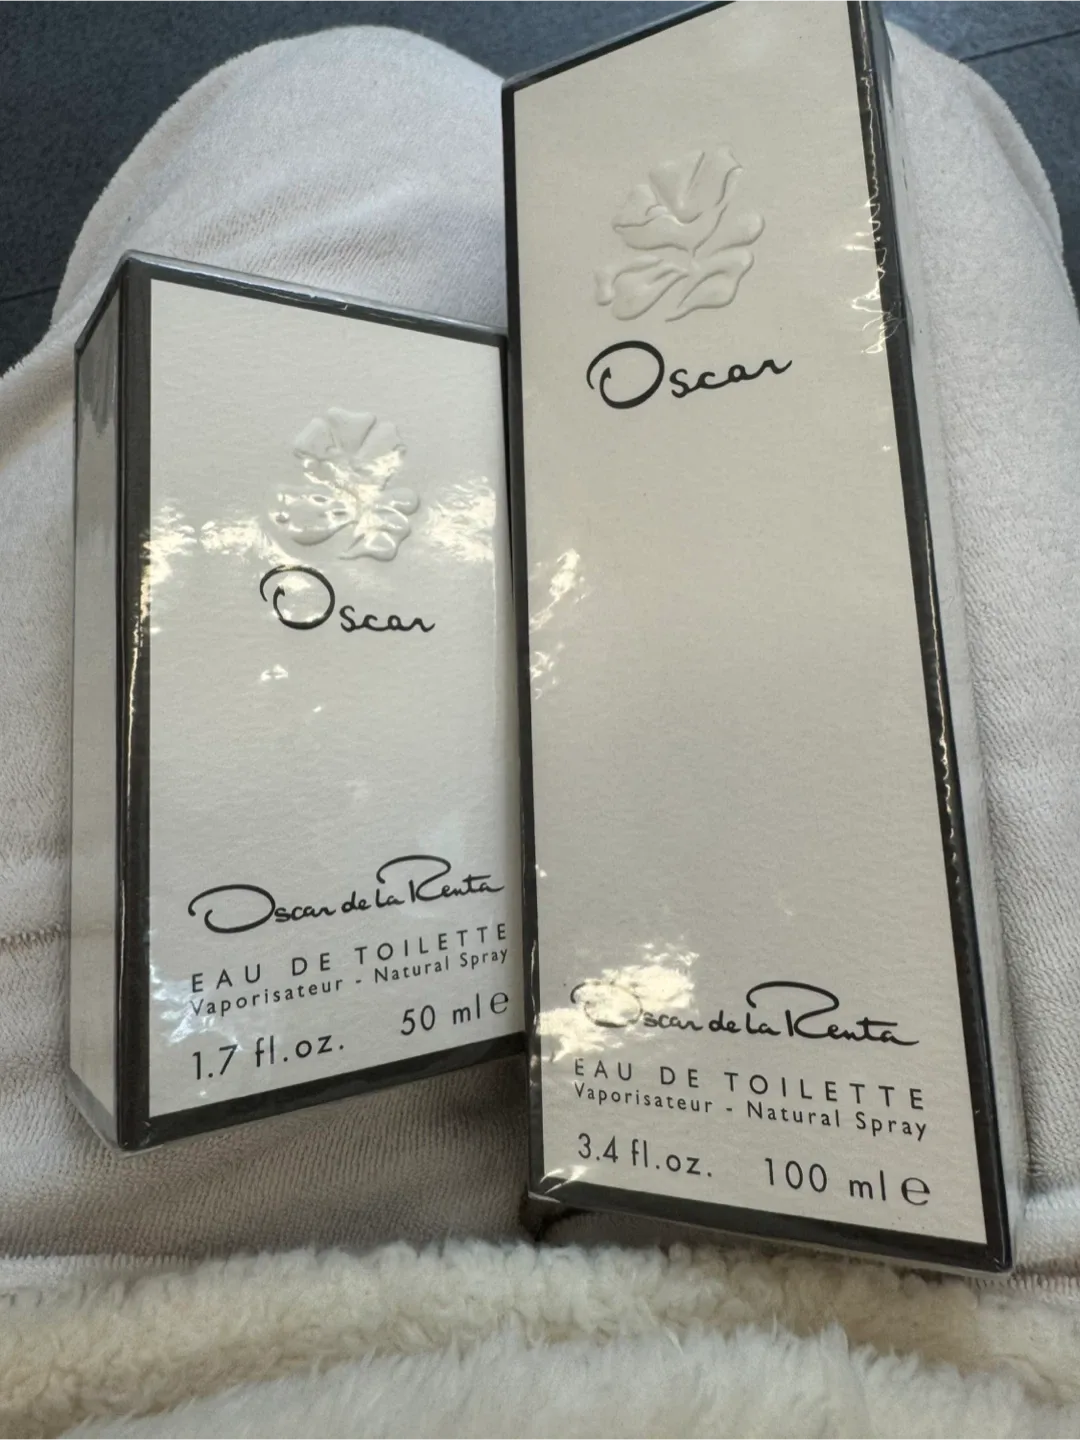 Oscar
Oscar de la Renta
EAU DE TOILETTE
Vaporisateur - Natural Spray
1.7 fl.oz. 50 ml e
Oscar
Oscar de la Renta
EAU DE TOILETTE
Vaporisateur - Natural Spray
3.4 fl.oz. 100 ml e